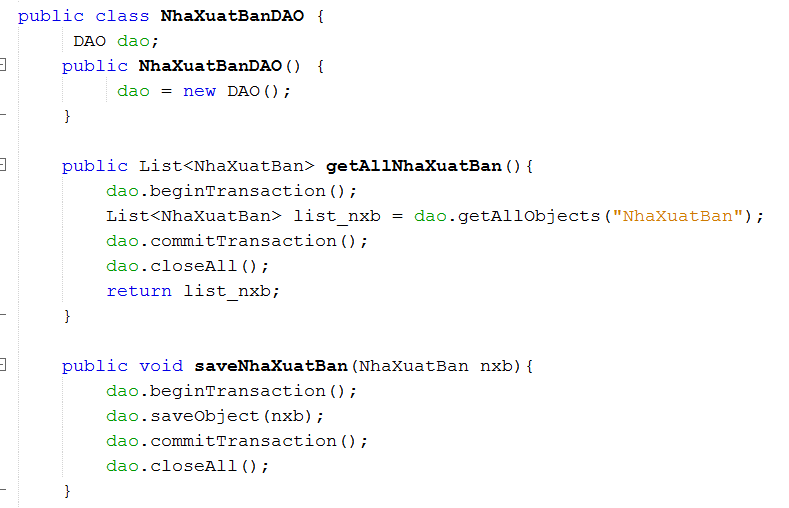 public class NhaXuatBanDAO {
     DAO dao;
    public NhaXuatBanDAO() {
         dao = new DAO();
    }
    public List<NhaXuatBan> getAllNhaXuatBan(){
        dao.beginTransaction();
        List<NhaXuatBan> list_nxb = dao.getAllObjects("NhaXuatBan");
        dao.commitTransaction();
        dao.closeAll();
        return list_nxb;
    }
    public void saveNhaXuatBan(NhaXuatBan nxb){
        dao.beginTransaction();
        dao.saveObject(nxb);
        dao.commitTransaction();
        dao.closeAll();
    }